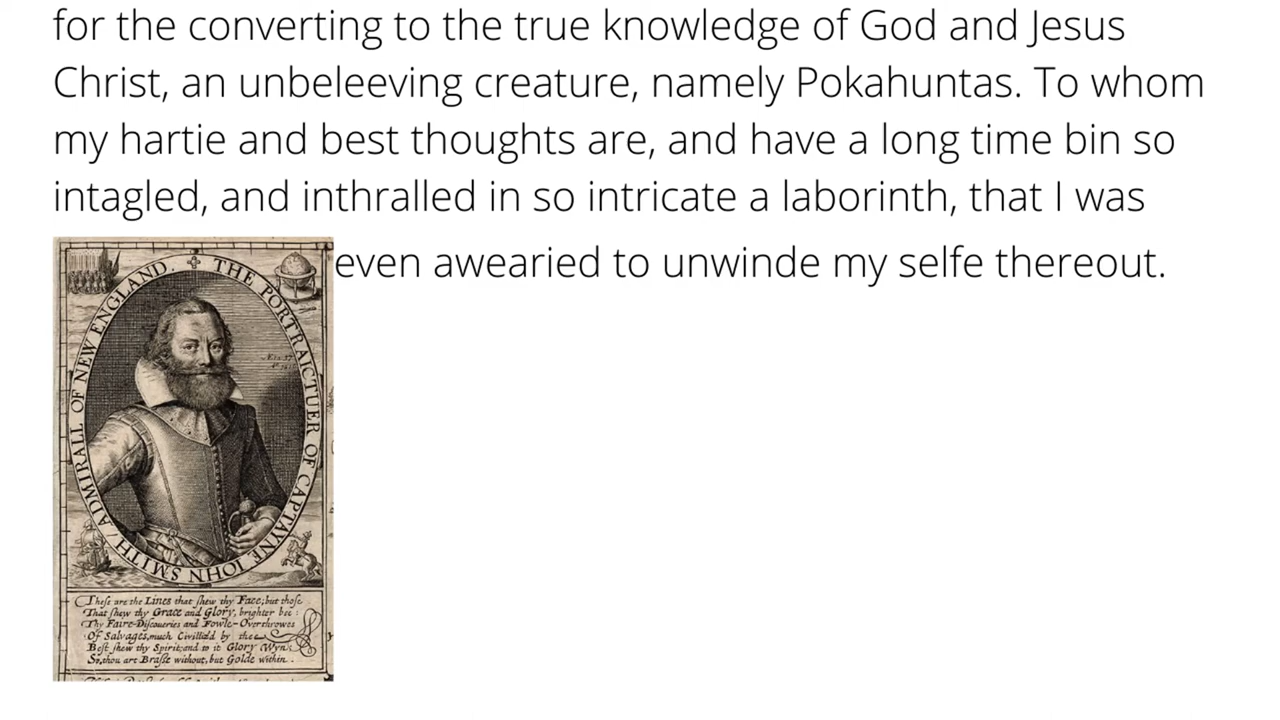 for the converting to the true knowledge of God and Jesus
Christ, an unbeleeving creature, namely Pokahuntas. To whom
my hartie and best thoughts are, and have a long time bin so
intagled, and inthralled in so intricate a laborinth, that I was
even awearied to unwinde my selfe thereout.
THE PORTRAICTUER OF CAPTAYNE IOHN SMITH / ADMIRALL OF NEW ENGLAND.
These are the Lines that shew thy Face; but those
That shew thy Grace and Glory, brighter bee :
Thy Faire-Discoueries and Fowle-Overthrowes
Of Salvages, much Civilliz'd by thee
Best shew thy Spirit; and to it Glory Wyn;
So, thou art Brasse without, but Golde within.